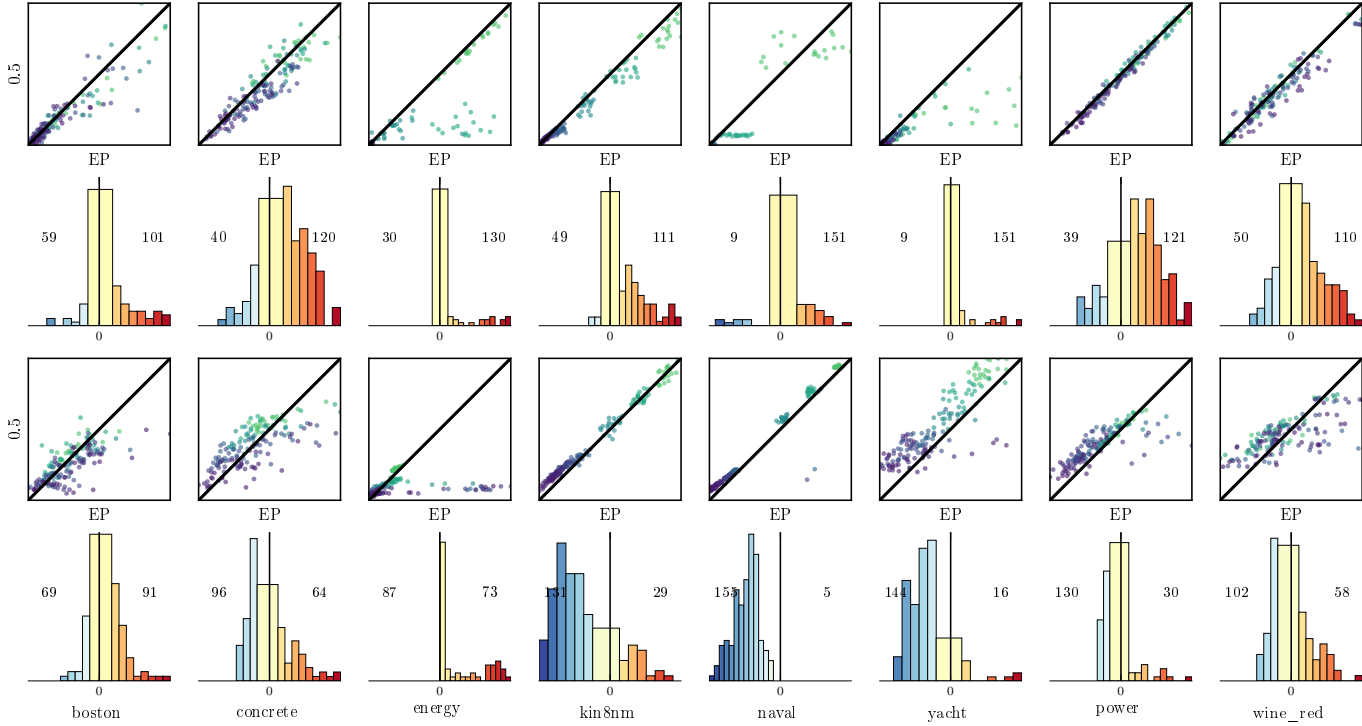 0.5
EP EP EP EP EP EP EP EP
59 101 40 120 30 130 49 111 9 151 9 151 39 121 50 110
0 0 0 0 0 0 0 0
0.5
EP EP EP EP EP EP EP EP
69 91 96 64 87 73 131 29 155 5 144 16 130 30 102 58
0 0 0 0 0 0 0 0
boston concrete energy kin8nm naval yacht power wine_red